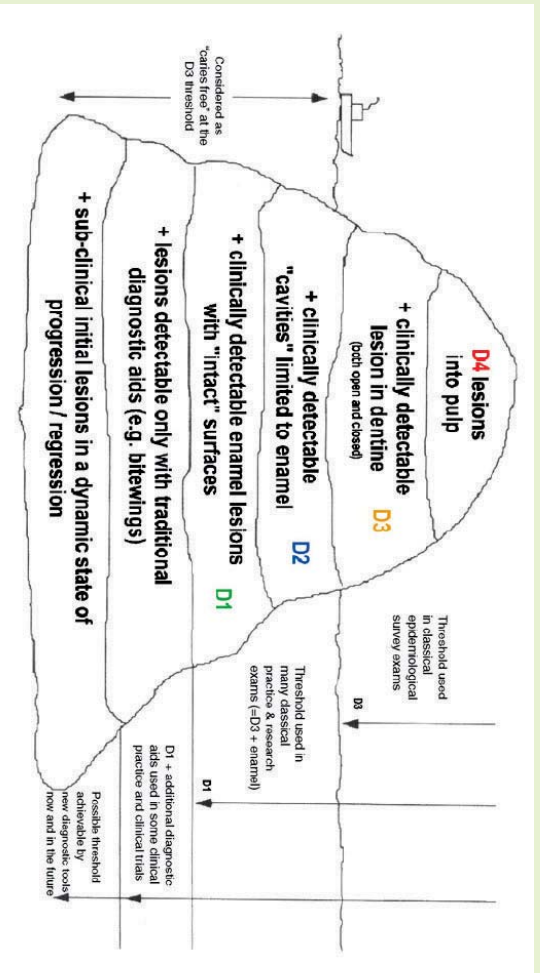 D4 lesions
into pulp
+ clinically detectable
lesion in dentine
(both open and closed)
D3
+ clinically detectable
"cavities" limited to enamel
D2
+ clinically detectable enamel lesions
with "intact" surfaces
D1
+ lesions detectable only with traditional
diagnostic aids (e.g. bitewings)
+ sub-clinical initial lesions in a dynamic state of
progression / regression
Considered as
"caries free" at the
D3 threshold
Threshold used
in classical
epidemiological
survey exams
D3
Threshold used in
many classical
practice & research
exams (=D3 + enamel)
D1
D1 + additional diagnostic
aids used in some clinical
practice and clinical trials
Possible threshold
achievable by
new diagnostic tools
now and in the future